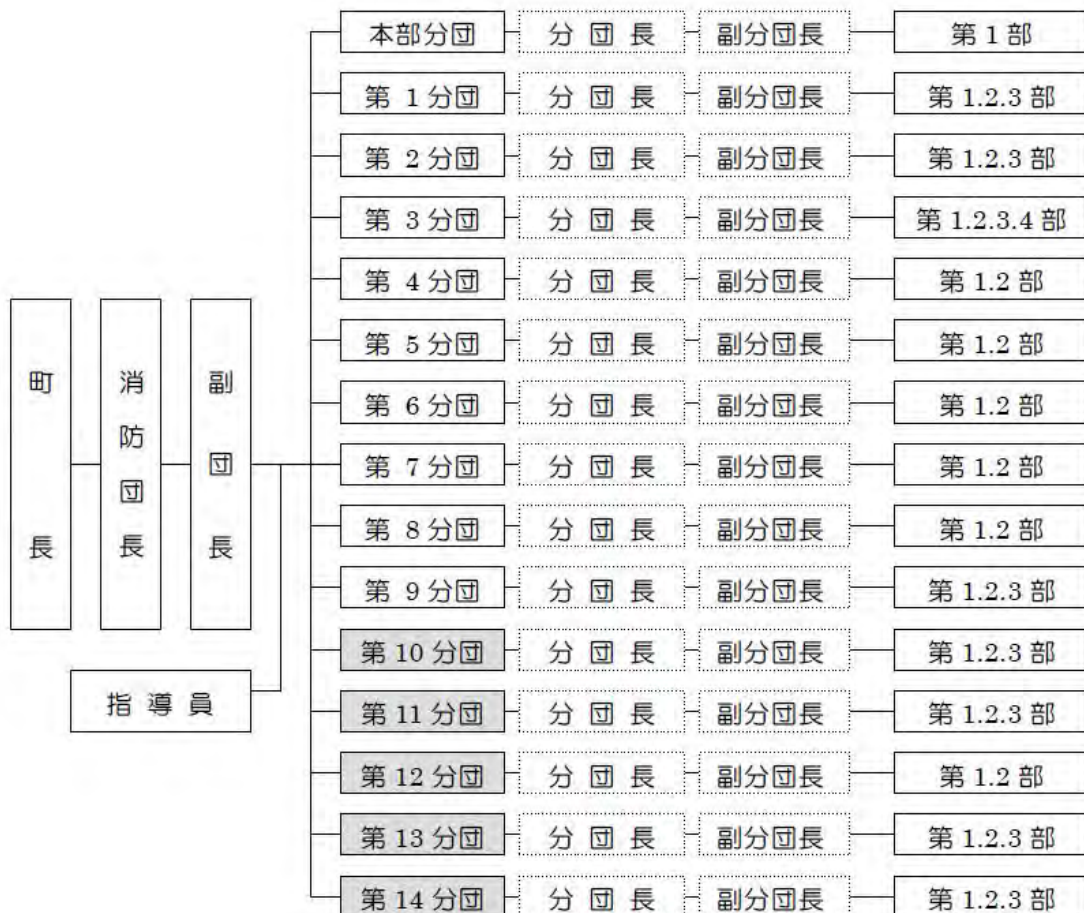 本部分団 分団長 副分団長 第1部
第 1分団 分団長 副分団長 第1.2.3部
第 2分団 分団長 副分団長 第1.2.3部
第 3分団 分団長 副分団長 第1.2.3.4部
第 4分団 分団長 副分団長 第1.2部
第 5分団 分団長 副分団長 第1.2部
第 6分団 分団長 副分団長 第1.2部
第 7分団 分団長 副分団長 第1.2部
第 8分団 分団長 副分団長 第1.2部
第 9分団 分団長 副分団長 第1.2.3部
第10分団 分団長 副分団長 第1.2.3部
第11分団 分団長 副分団長 第1.2.3部
第12分団 分団長 副分団長 第1.2部
第13分団 分団長 副分団長 第1.2.3部
第14分団 分団長 副分団長 第1.2.3部
町長
消防団長
副団長
指導員